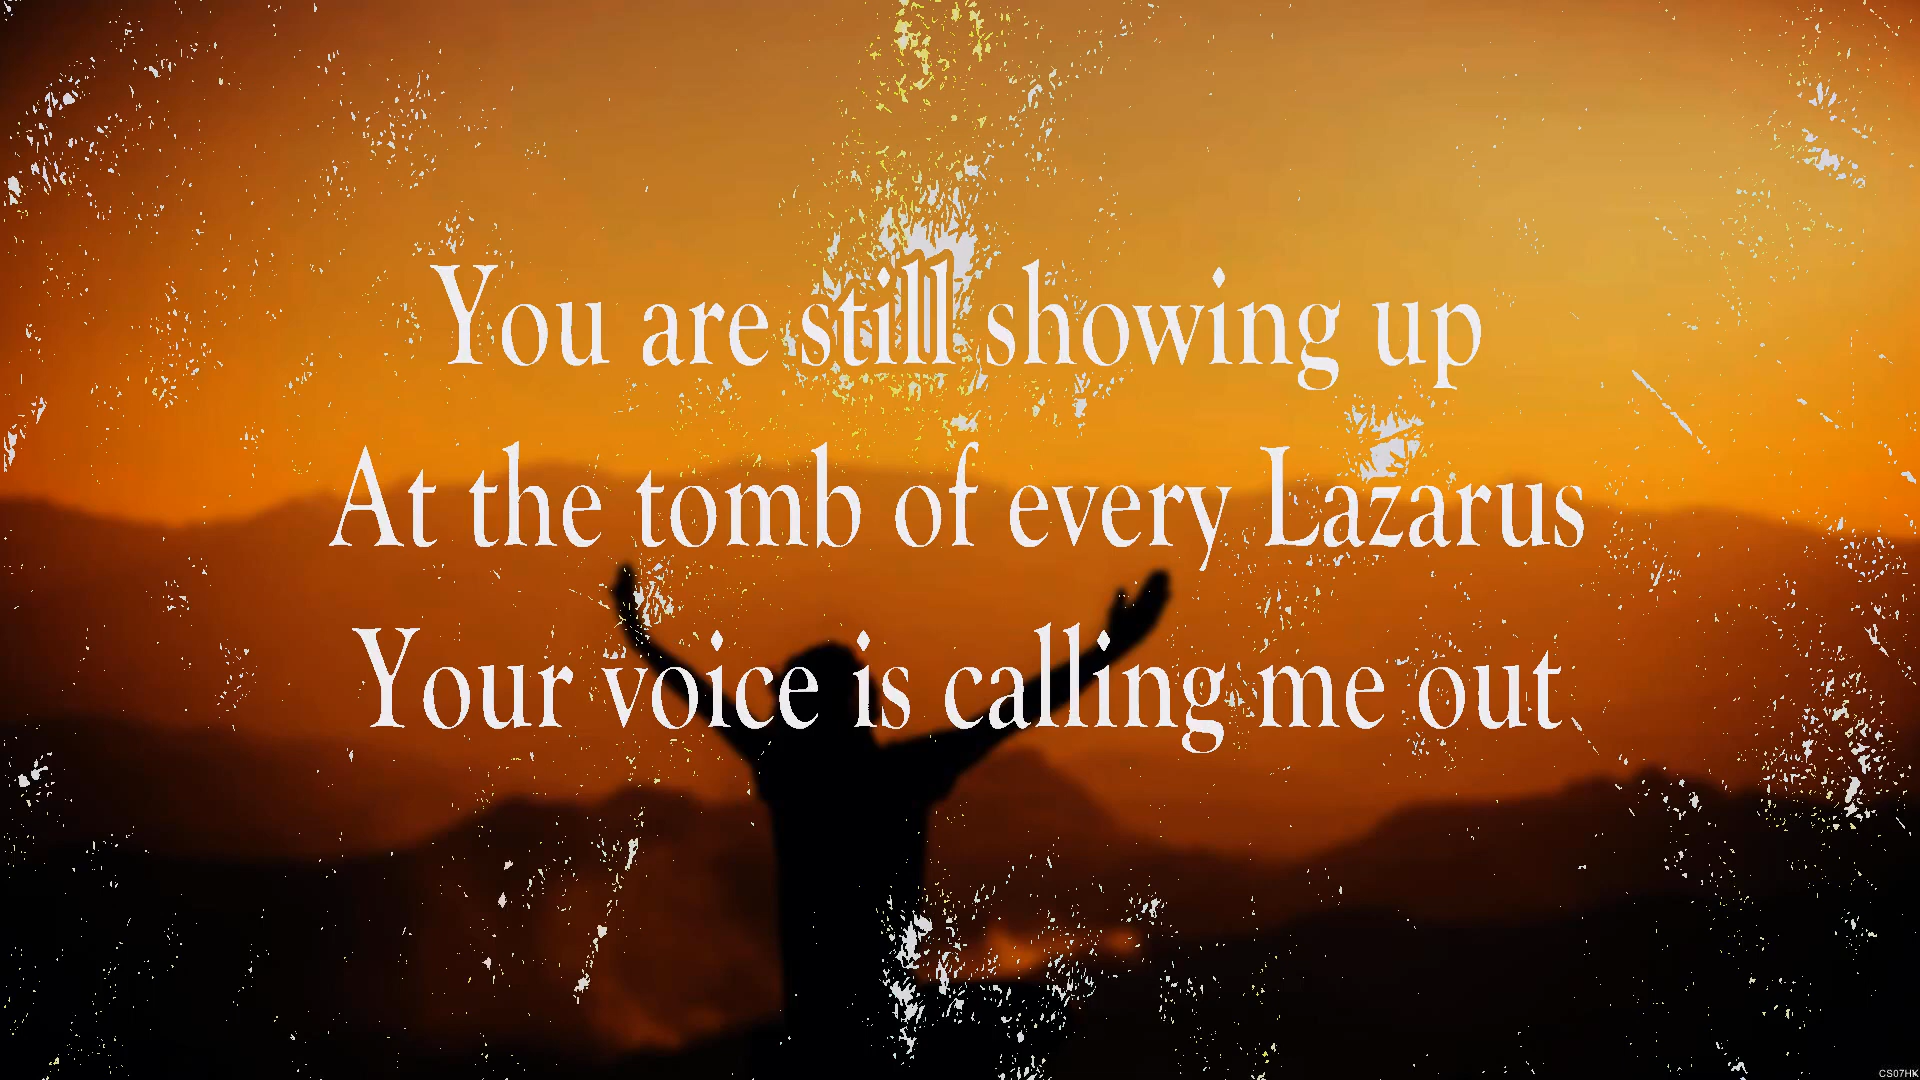 You are still showing up
At the tomb of every Lazarus
Your voice is calling me out
CS07HK